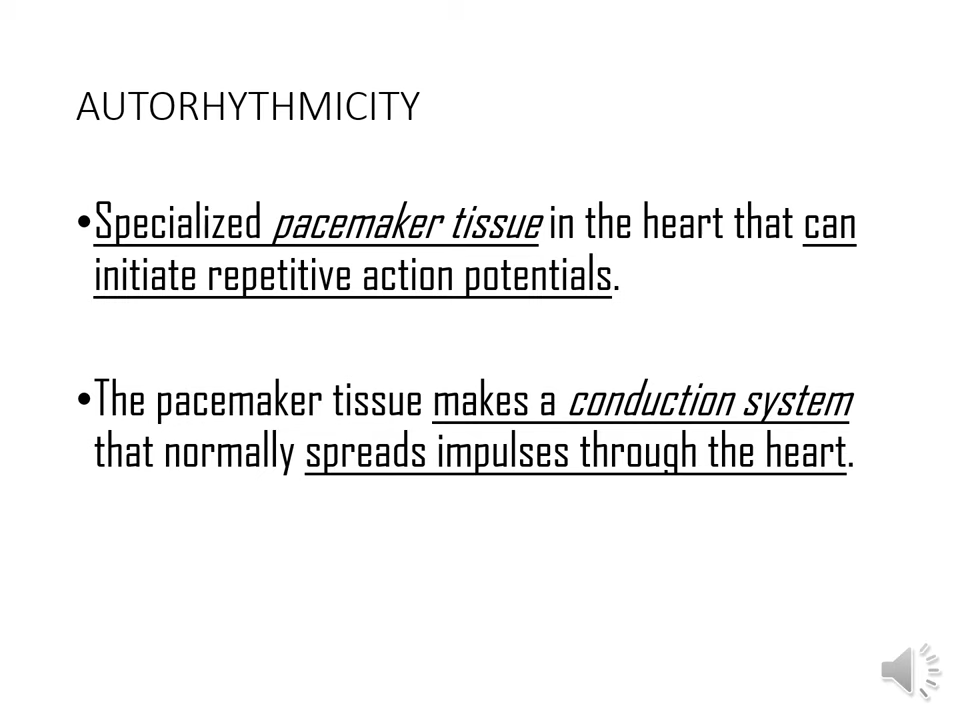 AUTORHYTHMICITY
•Specialized pacemaker tissue in the heart that can
initiate repetitive action potentials.
•The pacemaker tissue makes a conduction system
that normally spreads impulses through the heart.